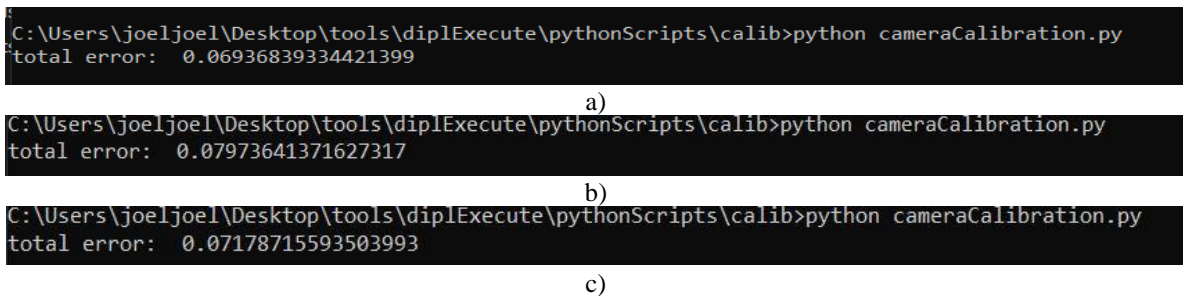 C:\Users\joeljoel\Desktop\tools\diplExecute\pythonScripts\calib>python cameraCalibration.py
total error:  0.06936839334421399
a)
C:\Users\joeljoel\Desktop\tools\diplExecute\pythonScripts\calib>python cameraCalibration.py
total error:  0.07973641371627317
b)
C:\Users\joeljoel\Desktop\tools\diplExecute\pythonScripts\calib>python cameraCalibration.py
total error:  0.07178715593503993
c)